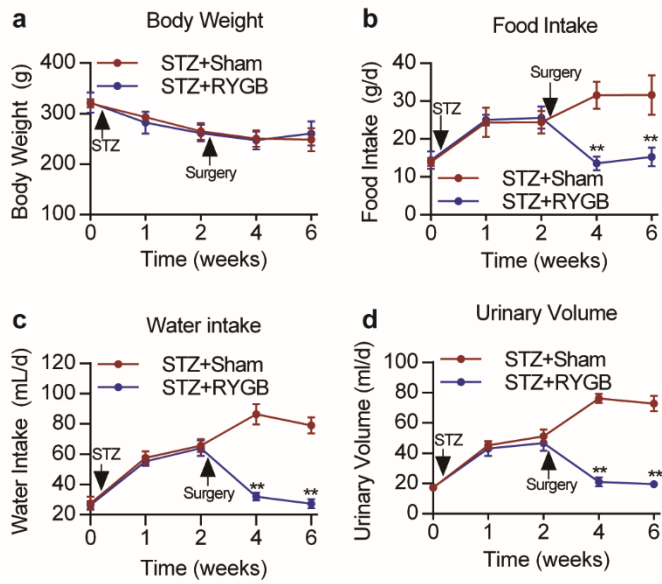 a Body Weight
Body Weight (g)
400
300
200
100
STZ+Sham
STZ+RYGB
STZ
Surgery
0 1 2 4 6
Time (weeks)
b Food Intake
Food Intake (g/d)
40
30
20
10
0
STZ
Surgery
** **
STZ+Sham
STZ+RYGB
0 1 2 4 6
Time (weeks)
c Water intake
Water Intake (mL/d)
120
100
80
60
40
20
STZ+Sham
STZ+RYGB
STZ
Surgery
** **
0 1 2 4 6
Time (weeks)
d Urinary Volume
Urinary Volume (ml/d)
100
80
60
40
20
0
STZ+Sham
STZ+RYGB
STZ
Surgery
** **
0 1 2 4 6
Time (weeks)